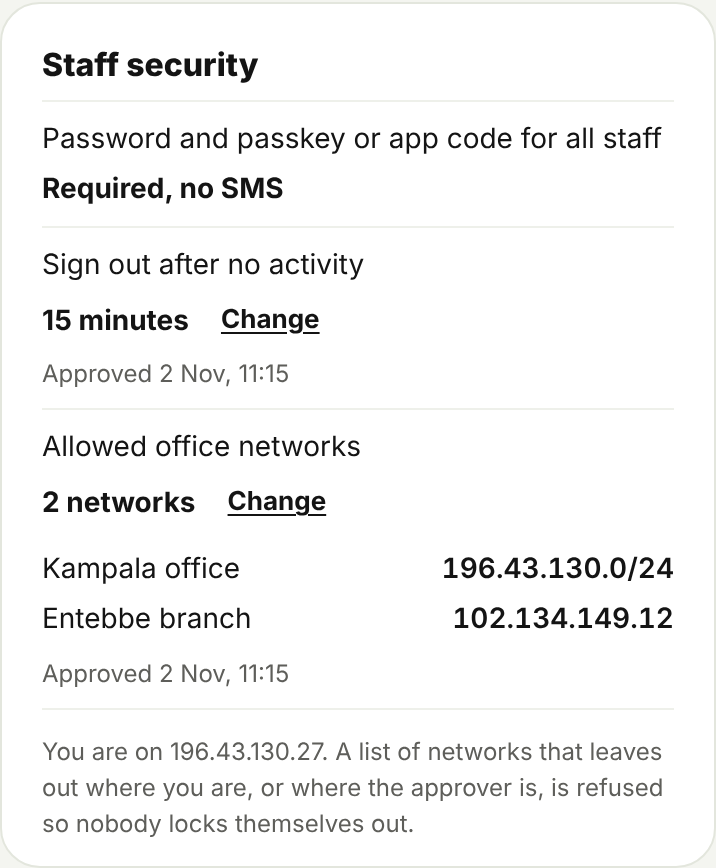 Staff security
Password and passkey or app code for all staff
Required, no SMS
Sign out after no activity
15 minutes Change
Approved 2 Nov, 11:15
Allowed office networks
2 networks Change
Kampala office 196.43.130.0/24
Entebbe branch 102.134.149.12
Approved 2 Nov, 11:15
You are on 196.43.130.27. A list of networks that leaves
out where you are, or where the approver is, is refused
so nobody locks themselves out.